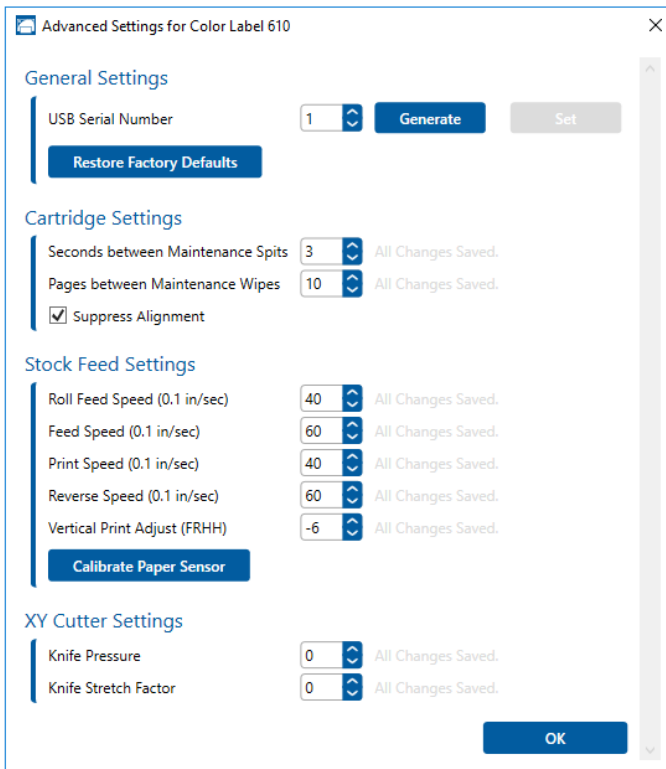 Advanced Settings for Color Label 610
General Settings
USB Serial Number 1 Generate Set
Restore Factory Defaults
Cartridge Settings
Seconds between Maintenance Spits 3 All Changes Saved.
Pages between Maintenance Wipes 10 All Changes Saved.
Suppress Alignment
Stock Feed Settings
Roll Feed Speed (0.1 in/sec) 40 All Changes Saved.
Feed Speed (0.1 in/sec) 60 All Changes Saved.
Print Speed (0.1 in/sec) 40 All Changes Saved.
Reverse Speed (0.1 in/sec) 60 All Changes Saved.
Vertical Print Adjust (FRHH) -6 All Changes Saved.
Calibrate Paper Sensor
XY Cutter Settings
Knife Pressure 0 All Changes Saved.
Knife Stretch Factor 0 All Changes Saved.
OK